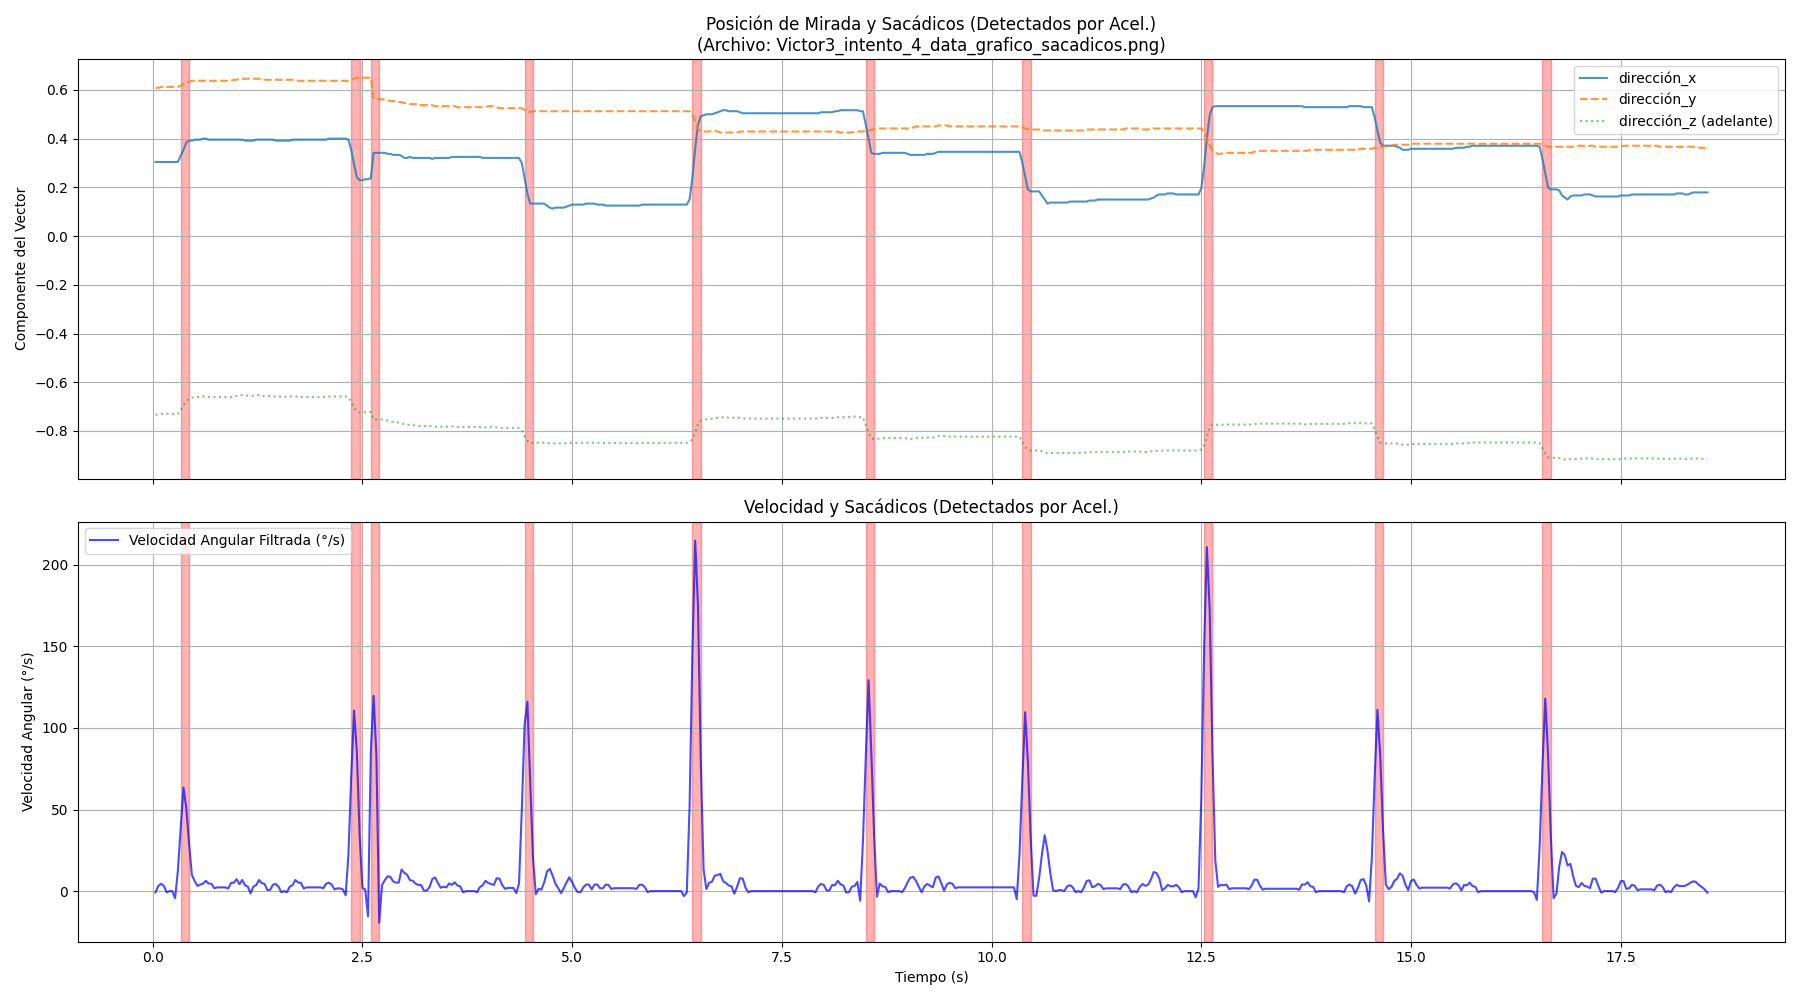 Posición de Mirada y Sacádicos (Detectados por Acel.)
(Archivo: Victor3_intento_4_data_grafico_sacadicos.png)
dirección_x
dirección_y
dirección_z (adelante)
Componente del Vector
0.6
0.4
0.2
0.0
−0.2
−0.4
−0.6
−0.8
Velocidad y Sacádicos (Detectados por Acel.)
Velocidad Angular Filtrada (°/s)
Velocidad Angular (°/s)
200
150
100
50
0
0.0 2.5 5.0 7.5 10.0 12.5 15.0 17.5
Tiempo (s)